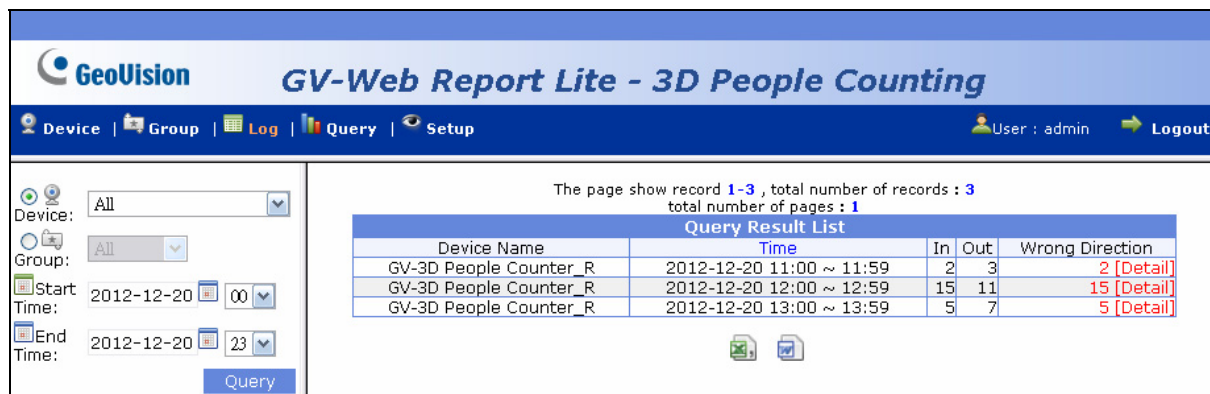 GeoVision
GV-Web Report Lite - 3D People Counting
Device | Group | Log | Query | Setup
User : admin Logout
Device: All
Group: All
Start Time: 2012-12-20 00
End Time: 2012-12-20 23
Query
The page show record 1-3 , total number of records : 3
total number of pages : 1
Query Result List
Device Name Time In Out Wrong Direction
GV-3D People Counter_R 2012-12-20 11:00 ~ 11:59 2 3 2 [Detail]
GV-3D People Counter_R 2012-12-20 12:00 ~ 12:59 15 11 15 [Detail]
GV-3D People Counter_R 2012-12-20 13:00 ~ 13:59 5 7 5 [Detail]